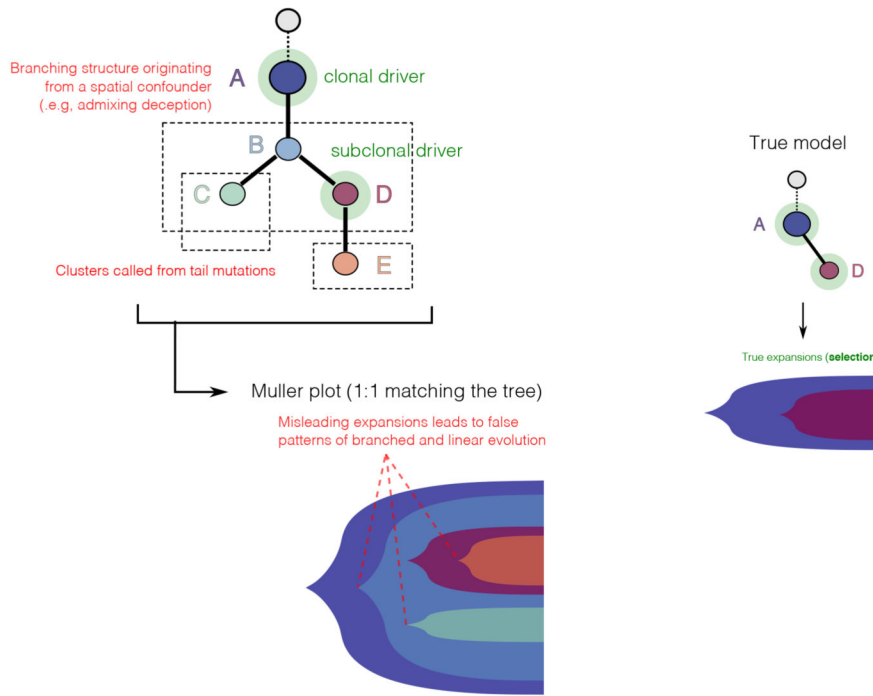 Branching structure originating
from a spatial confounder
(.e.g, admixing deception)
A
clonal driver
B
subclonal driver
C
D
Clusters called from tail mutations
E
Muller plot (1:1 matching the tree)
Misleading expansions leads to false
patterns of branched and linear evolution
True model
A
D
True expansions (selection